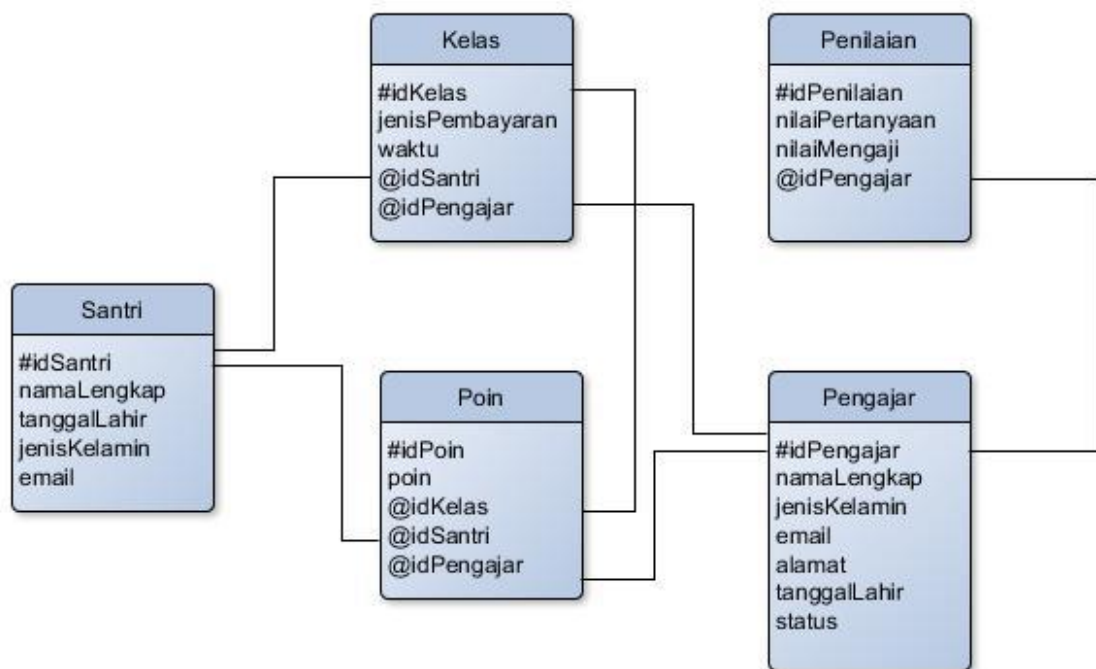 Kelas
#idKelas
jenisPembayaran
waktu
@idSantri
@idPengajar
Penilaian
#idPenilaian
nilaiPertanyaan
nilaiMengaji
@idPengajar
Santri
#idSantri
namaLengkap
tanggalLahir
jenisKelamin
email
Poin
#idPoin
poin
@idKelas
@idSantri
@idPengajar
Pengajar
#idPengajar
namaLengkap
jenisKelamin
email
alamat
tanggalLahir
status